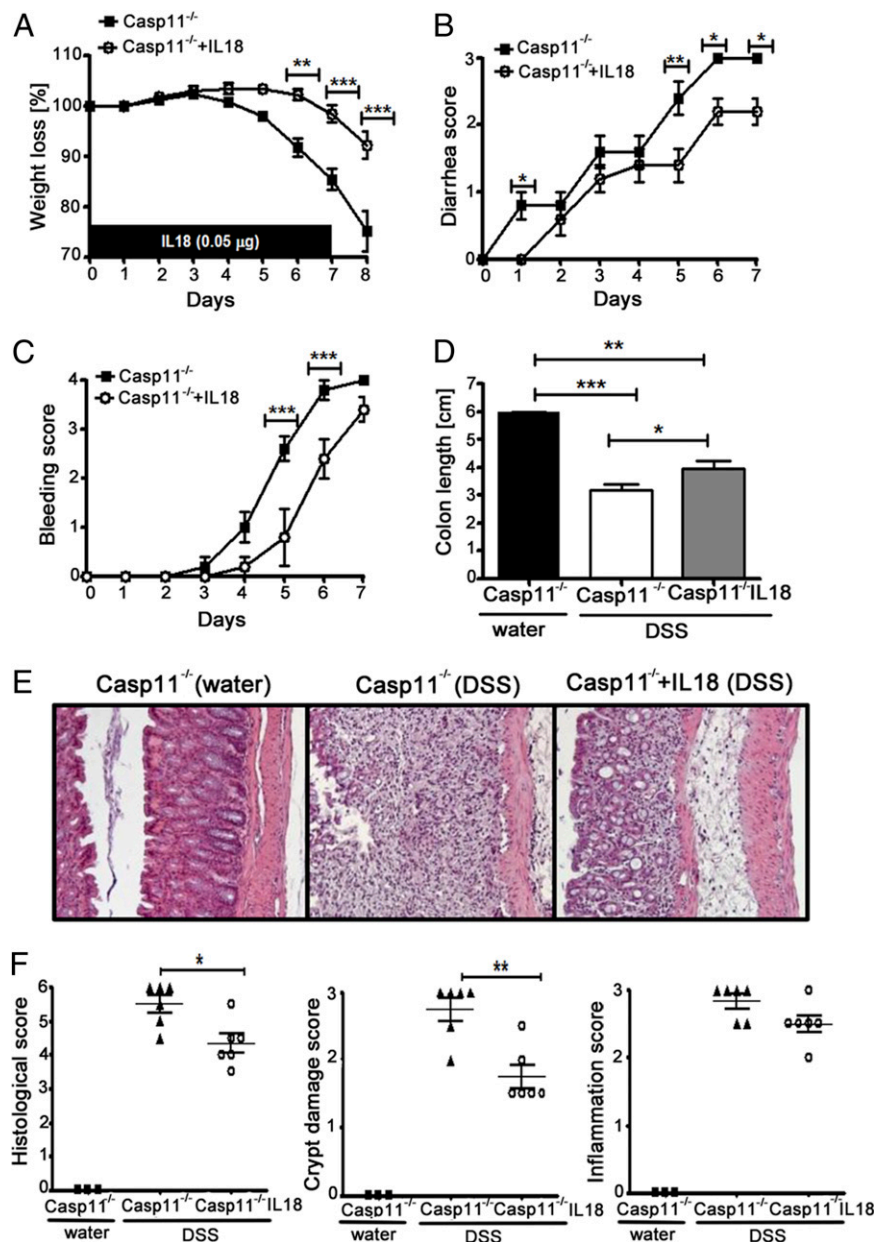 A
Casp11-/-
Casp11-/-+IL18
**
***
***
Weight loss [%]
110
100
90
80
70
IL18 (0.05 µg)
0 1 2 3 4 5 6 7 8
Days
B
Casp11-/-
Casp11-/-+IL18
*
**
*
*
Diarrhea score
3
2
1
0
0 1 2 3 4 5 6 7
Days
C
Casp11-/-
Casp11-/-+IL18
***
***
Bleeding score
4
3
2
1
0
0 1 2 3 4 5 6 7
Days
D
**
***
*
Colon length [cm]
7
6
5
4
3
2
1
0
Casp11-/- Casp11-/- Casp11-/-IL18
water DSS
E
Casp11-/-(water) Casp11-/-(DSS) Casp11-/-+IL18 (DSS)
F
*
Histological score
6
5
4
3
2
1
0
Casp11-/- Casp11-/- Casp11-/-IL18
water DSS
**
Crypt damage score
3
2
1
0
Casp11-/- Casp11-/- Casp11-/-IL18
water DSS
Inflammation score
3
2
1
0
Casp11-/- Casp11-/- Casp11-/-IL18
water DSS